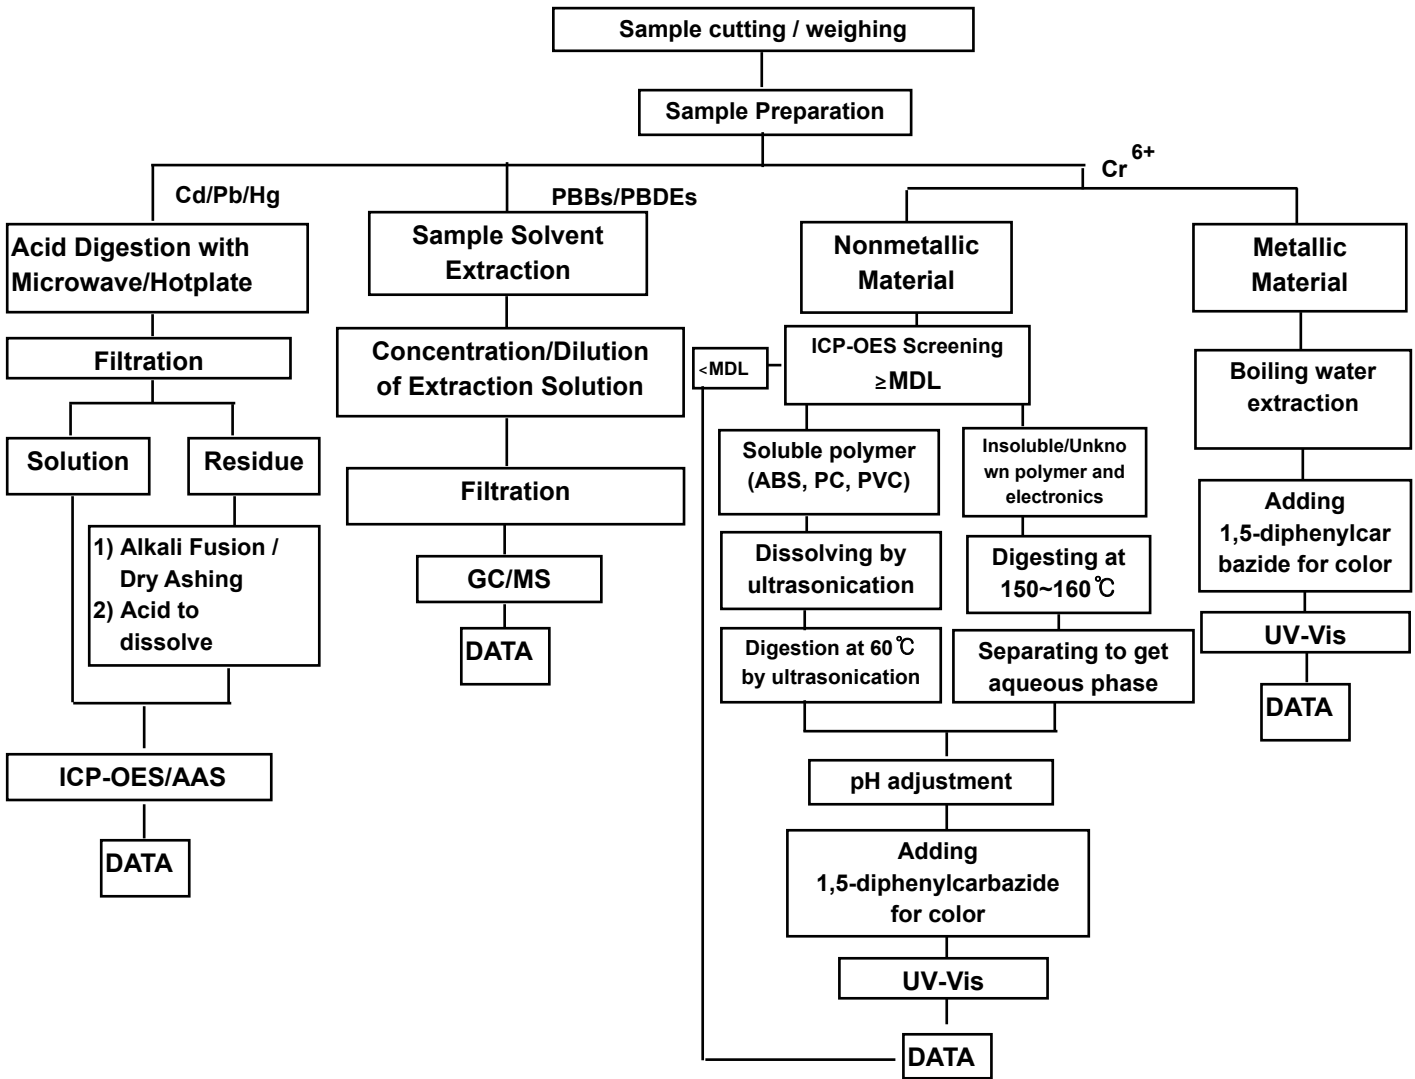 Sample cutting / weighing
Sample Preparation
Cd/Pb/Hg
Acid Digestion with
Microwave/Hotplate
Filtration
Solution
Residue
1) Alkali Fusion /
Dry Ashing
2) Acid to
dissolve
ICP-OES/AAS
DATA
PBBs/PBDEs
Sample Solvent
Extraction
Concentration/Dilution
of Extraction Solution
Filtration
GC/MS
DATA
Cr 6+
Nonmetallic
Material
ICP-OES Screening
≥MDL
<MDL
Soluble polymer
(ABS, PC, PVC)
Dissolving by
ultrasonication
Digestion at 60℃
by ultrasonication
Insoluble/Unkno
wn polymer and
electronics
Digesting at
150~160℃
Separating to get
aqueous phase
pH adjustment
Adding
1,5-diphenylcarbazide
for color
UV-Vis
DATA
Metallic
Material
Boiling water
extraction
Adding
1,5-diphenylcar
bazide for color
UV-Vis
DATA